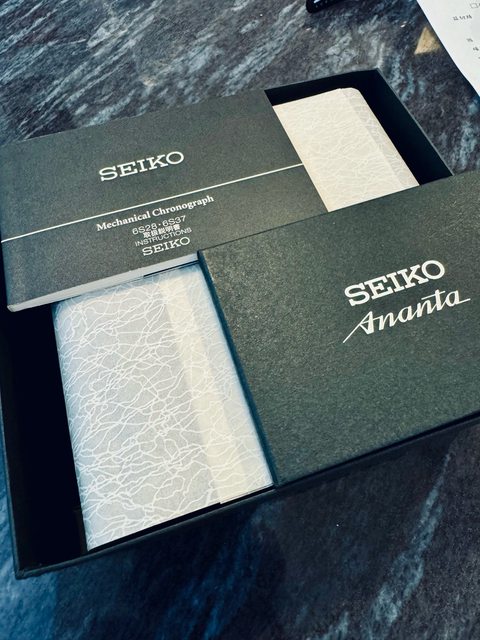 SEIKO
Mechanical Chronograph
6S28・6S37
取扱説明書
INSTRUCTIONS
SEIKO
SEIKO
Ananta